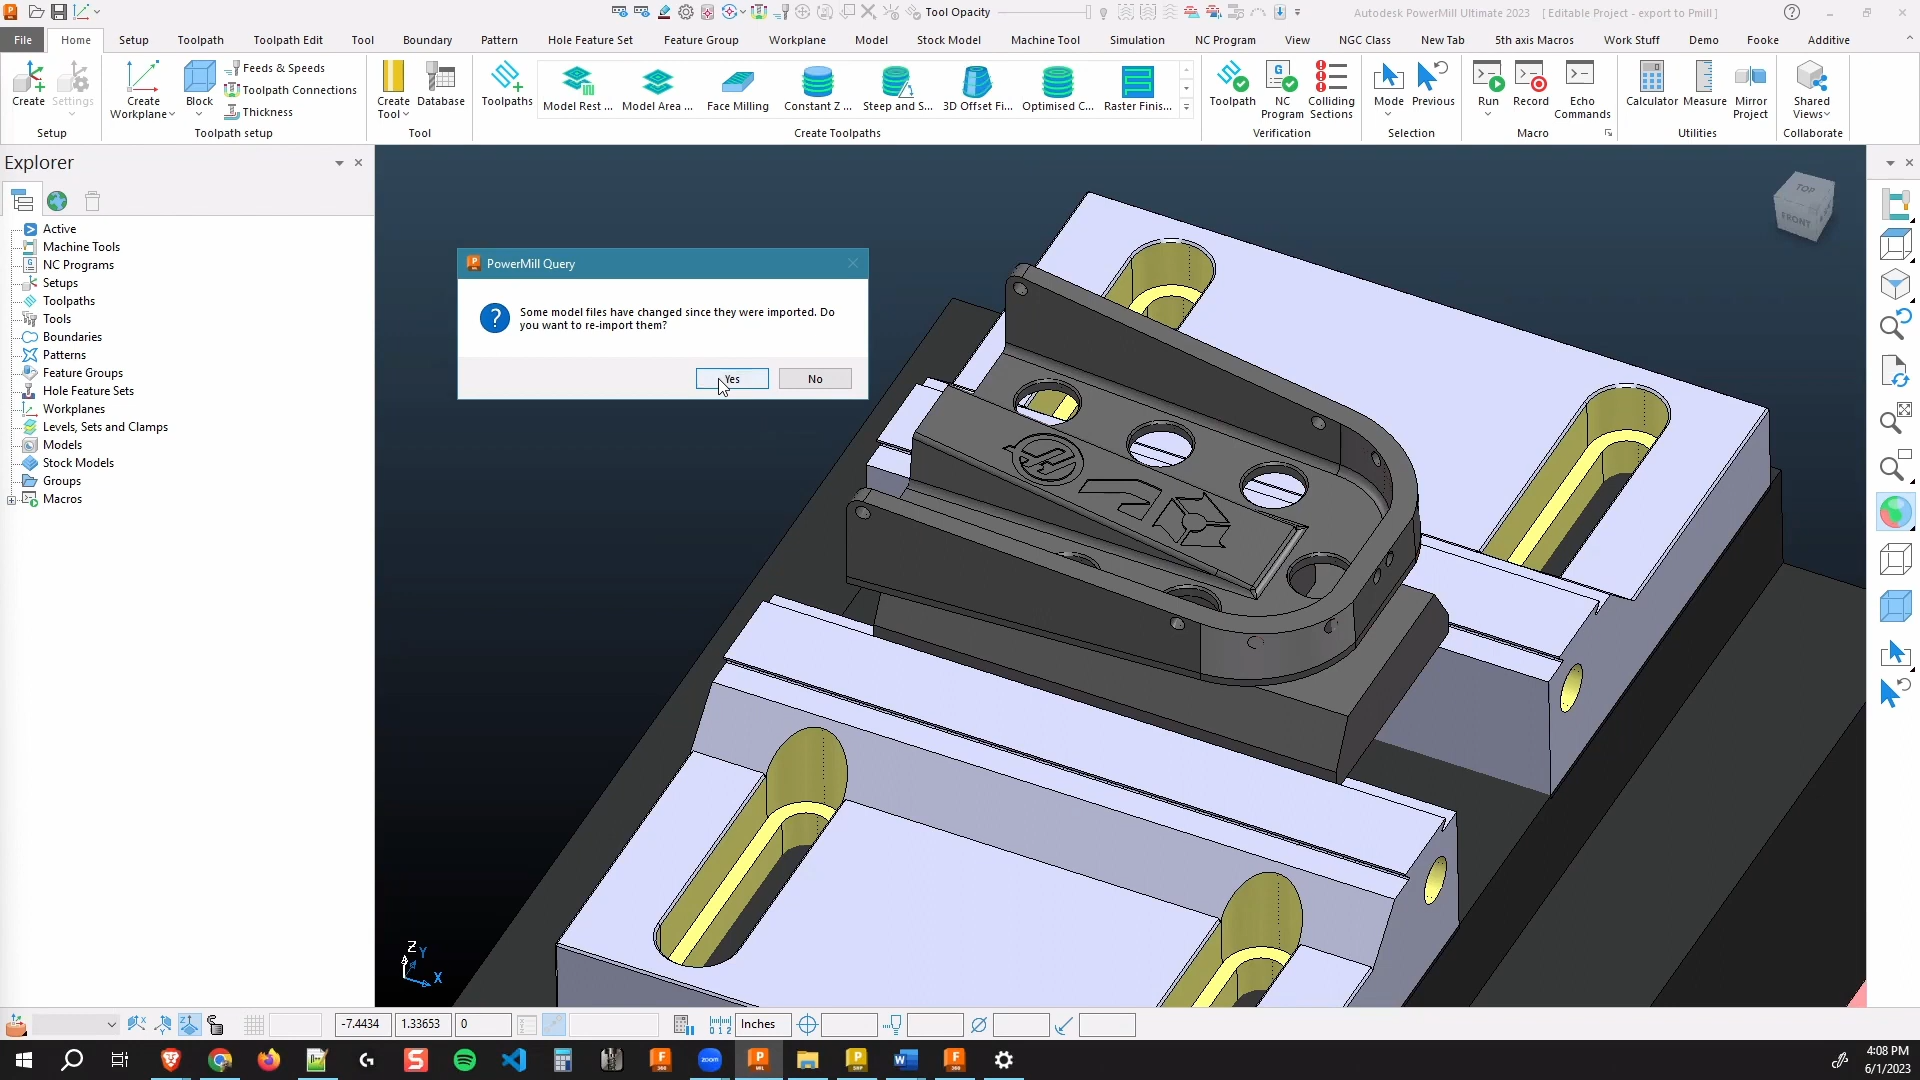 Tool Opacity
Autodesk PowerMill Ultimate 2023 [ Editable Project - export to Pmill ]
File Home Setup Toolpath Toolpath Edit Tool Boundary Pattern Hole Feature Set Feature Group Workplane Model Stock Model Machine Tool Simulation NC Program View NGC Class New Tab 5th axis Macros Work Stuff Demo Fooke Additive
Create
Settings
Setup
Create
Workplane
Block
Feeds & Speeds
Toolpath Connections
Thickness
Toolpath setup
Create
Tool
Database
Tool
Toolpaths
Model Rest ...
Model Area ...
Face Milling
Constant Z ...
Steep and S...
3D Offset Fi...
Optimised C...
Raster Finis...
Create Toolpaths
Toolpath
NC
Program
Colliding
Sections
Verification
Mode
Previous
Selection
Run
Record
Echo
Commands
Macro
Calculator
Measure
Mirror
Project
Utilities
Shared
Views
Collaborate
Explorer
Active
Machine Tools
NC Programs
Setups
Toolpaths
Tools
Boundaries
Patterns
Feature Groups
Hole Feature Sets
Workplanes
Levels, Sets and Clamps
Models
Stock Models
Groups
Macros
PowerMill Query
Some model files have changed since they were imported. Do
you want to re-import them?
Yes
No
TOP
FRONT
Z
Y
X
-7.4434
1.33653
0
Inches
4:08 PM
6/1/2023